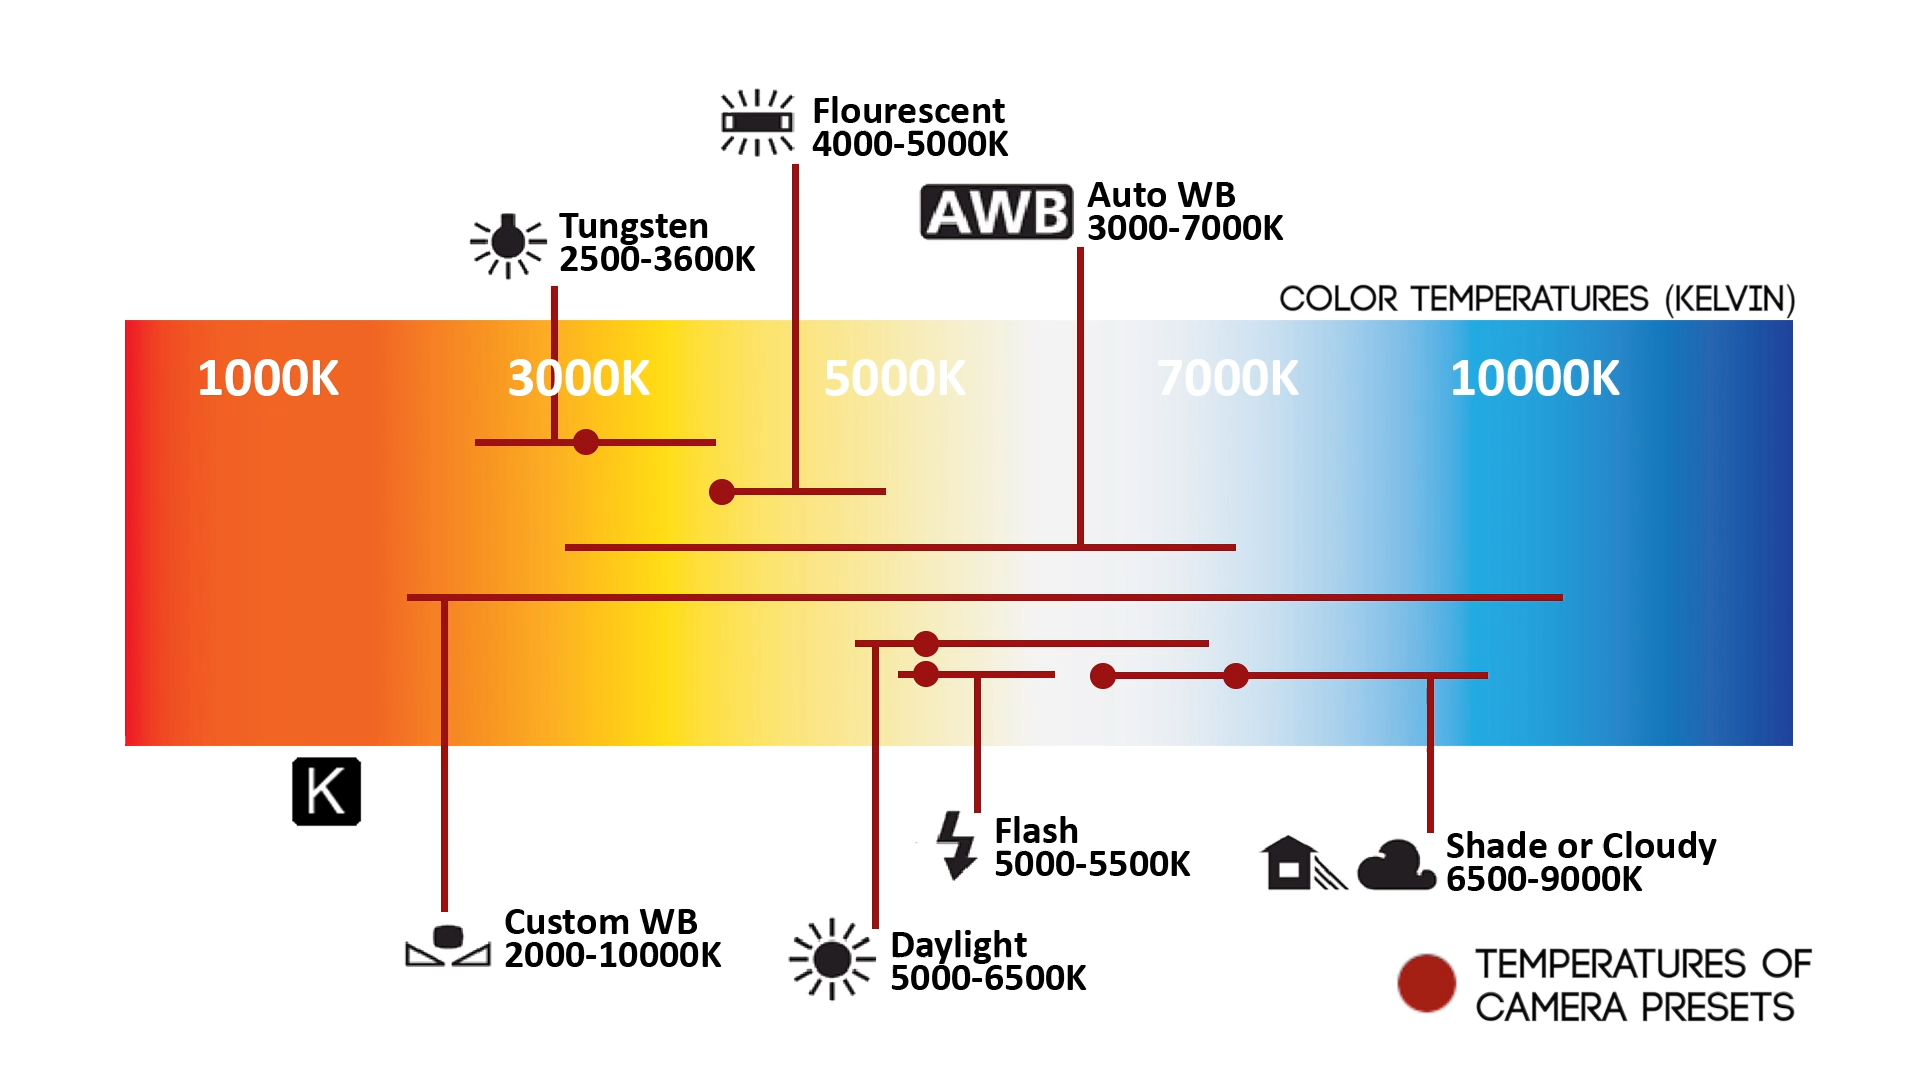 Flourescent
4000-5000K
AWB
Auto WB
3000-7000K
Tungsten
2500-3600K
COLOR TEMPERATURES (KELVIN)
1000K
3000K
5000K
7000K
10000K
K
Flash
5000-5500K
Shade or Cloudy
6500-9000K
Custom WB
2000-10000K
Daylight
5000-6500K
TEMPERATURES OF
CAMERA PRESETS